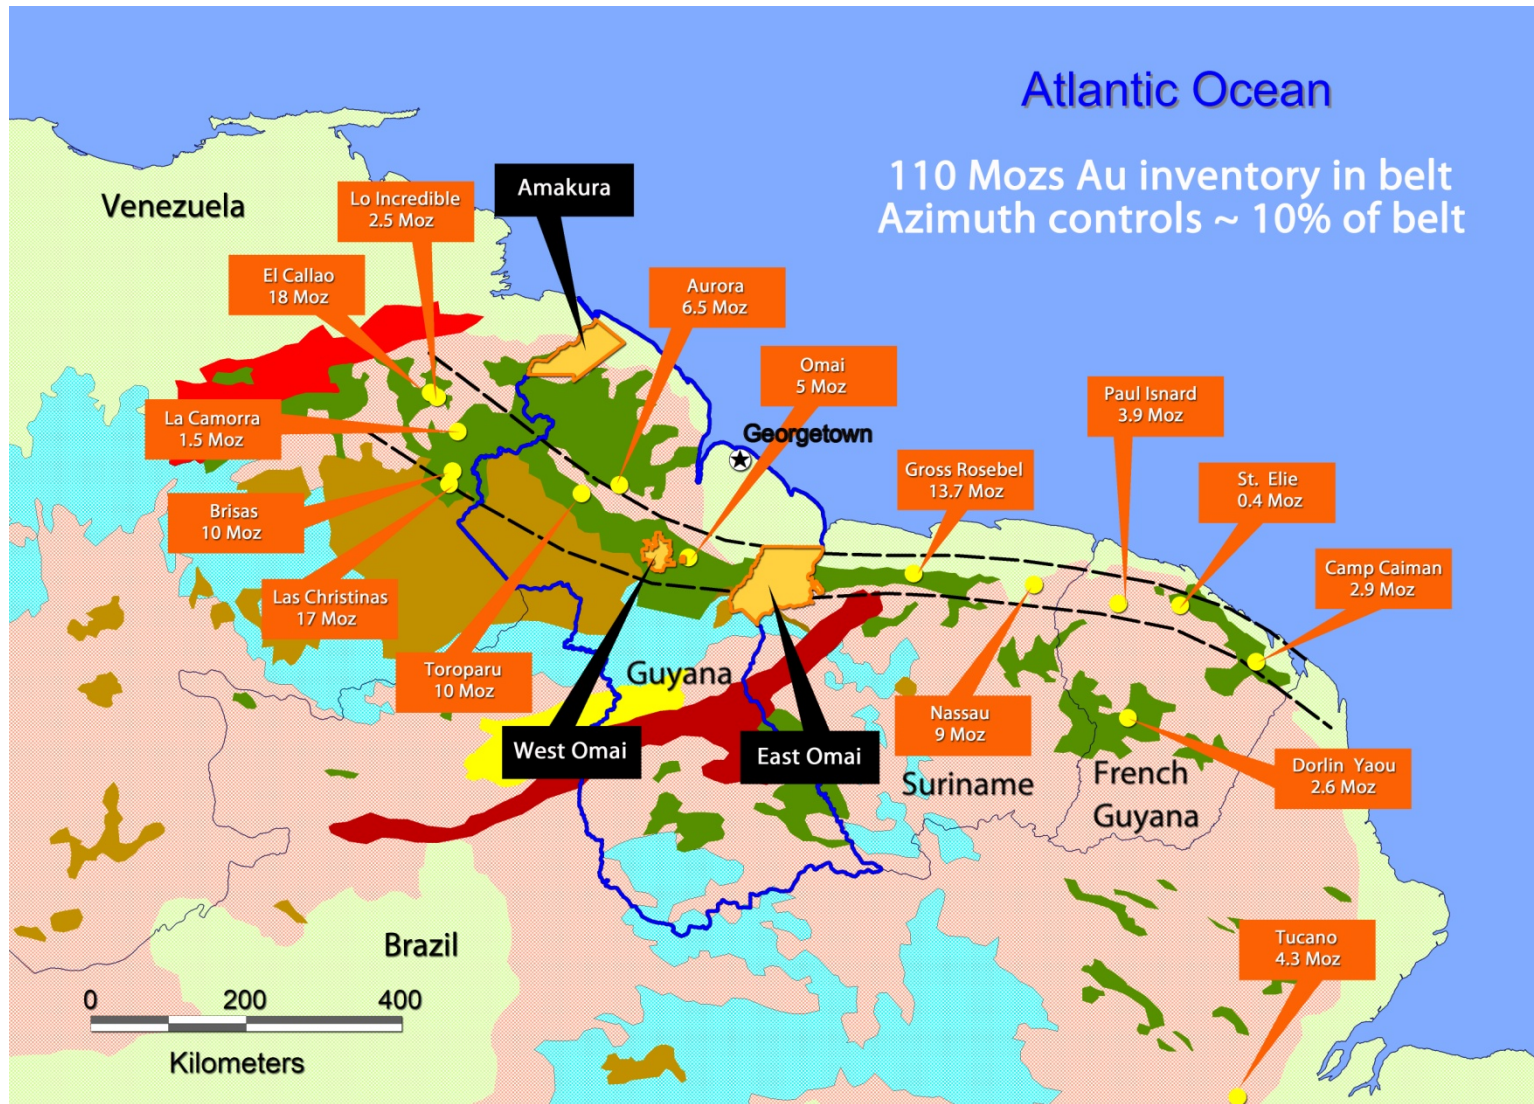 Atlantic Ocean
110 Mozs Au inventory in belt
Azimuth controls ~ 10% of belt
Venezuela
Lo Incredible
2.5 Moz
Amakura
El Callao
18 Moz
Aurora
6.5 Moz
Omai
5 Moz
La Camorra
1.5 Moz
Georgetown
Paul Isnard
3.9 Moz
Gross Rosebel
13.7 Moz
St. Elie
0.4 Moz
Brisas
10 Moz
Camp Caiman
2.9 Moz
Las Christinas
17 Moz
Toroparu
10 Moz
Guyana
Nassau
9 Moz
West Omai
East Omai
Suriname
French
Guyana
Dorlin Yaou
2.6 Moz
Brazil
Tucano
4.3 Moz
0 200 400
Kilometers